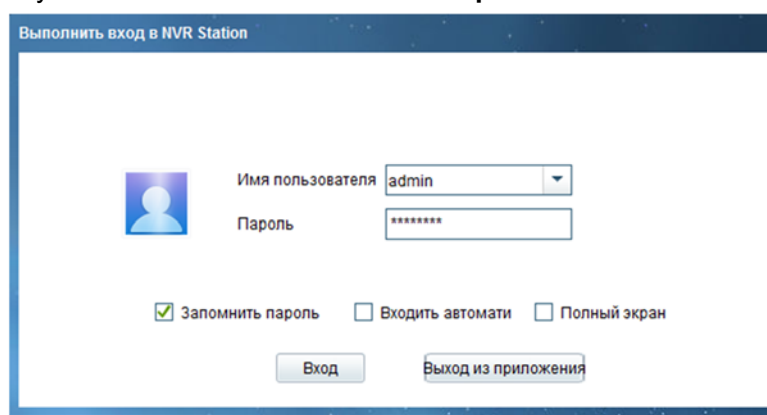 Выполнить вход в NVR Station
Имя пользователя admin
Пароль ********
Запомнить пароль Входить автомати Полный экран
Вход Выход из приложения